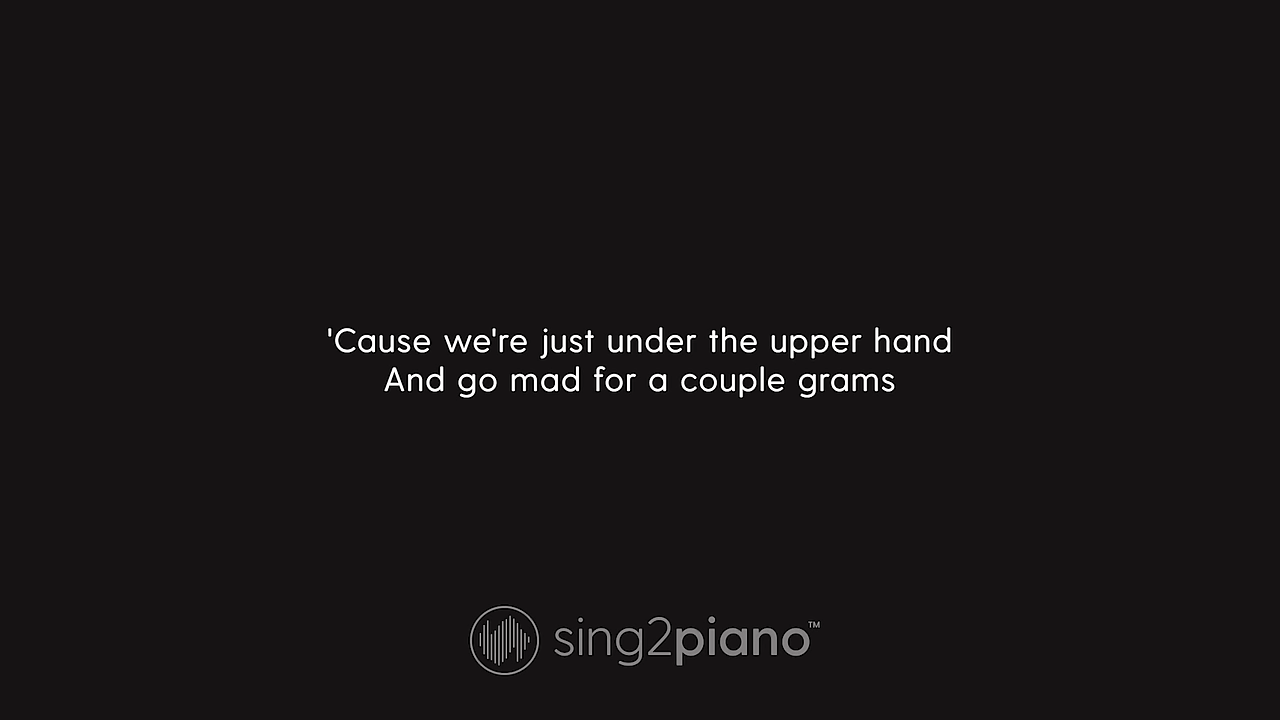 'Cause we're just under the upper hand
And go mad for a couple grams
sing2piano™